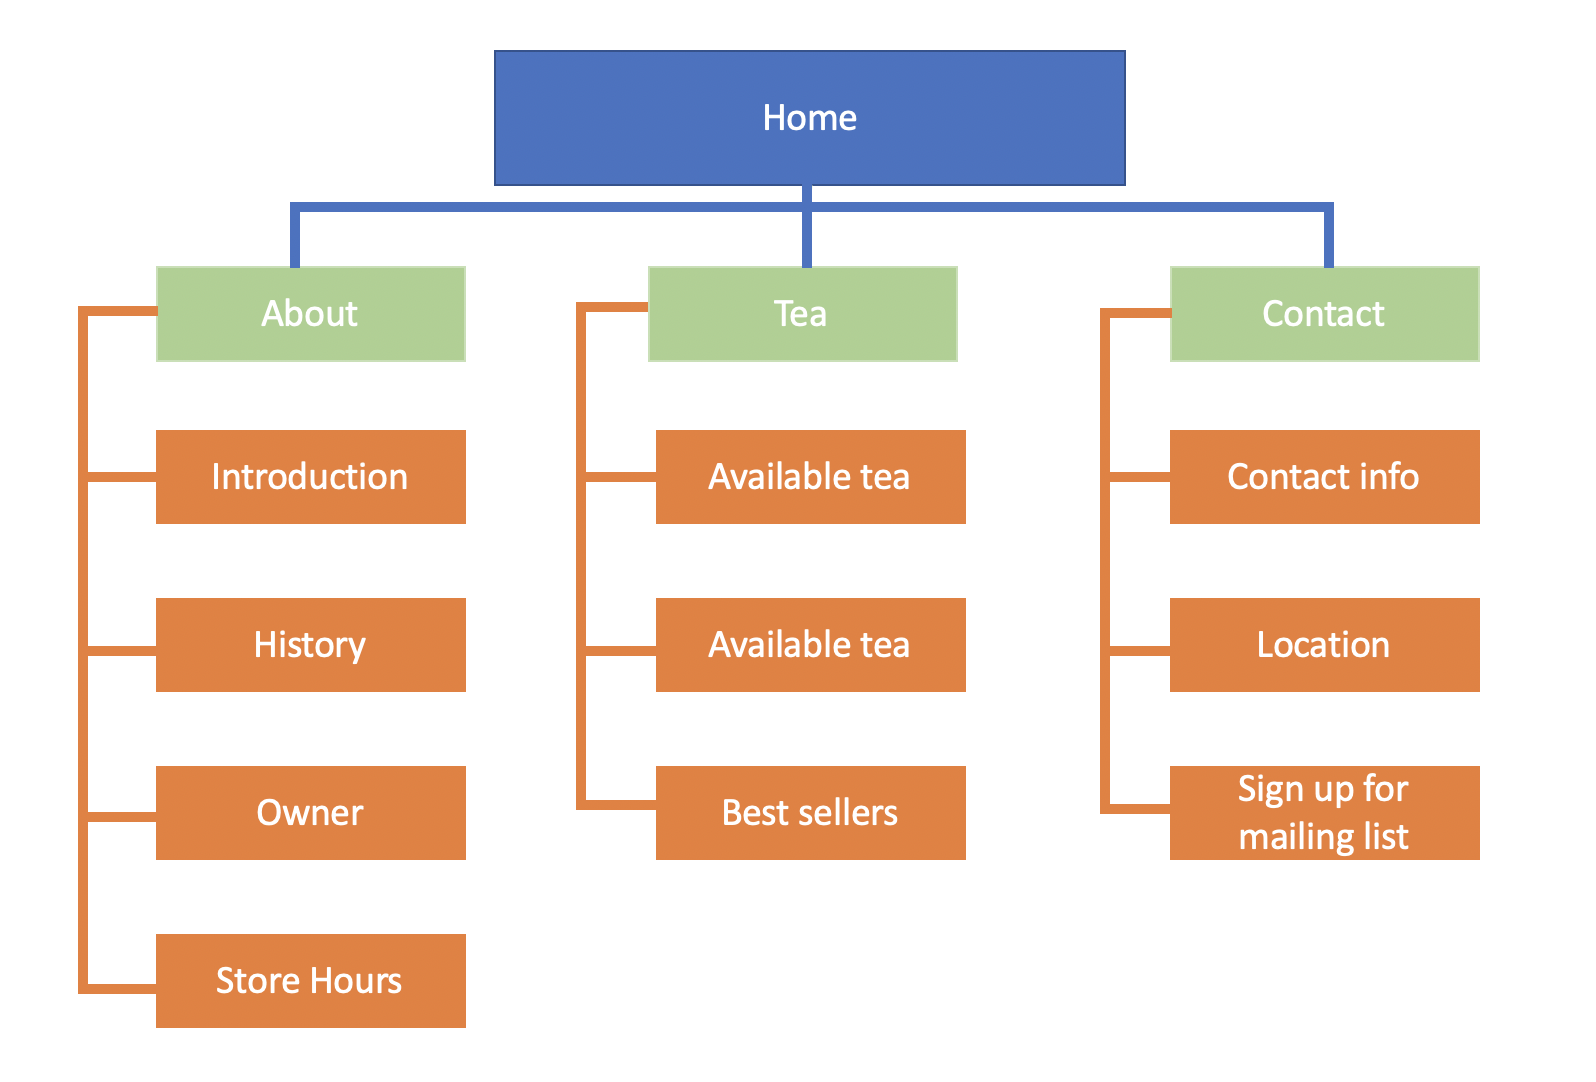 Home
About
Introduction
History
Owner
Store Hours
Tea
Available tea
Available tea
Best sellers
Contact
Contact info
Location
Sign up for
mailing list